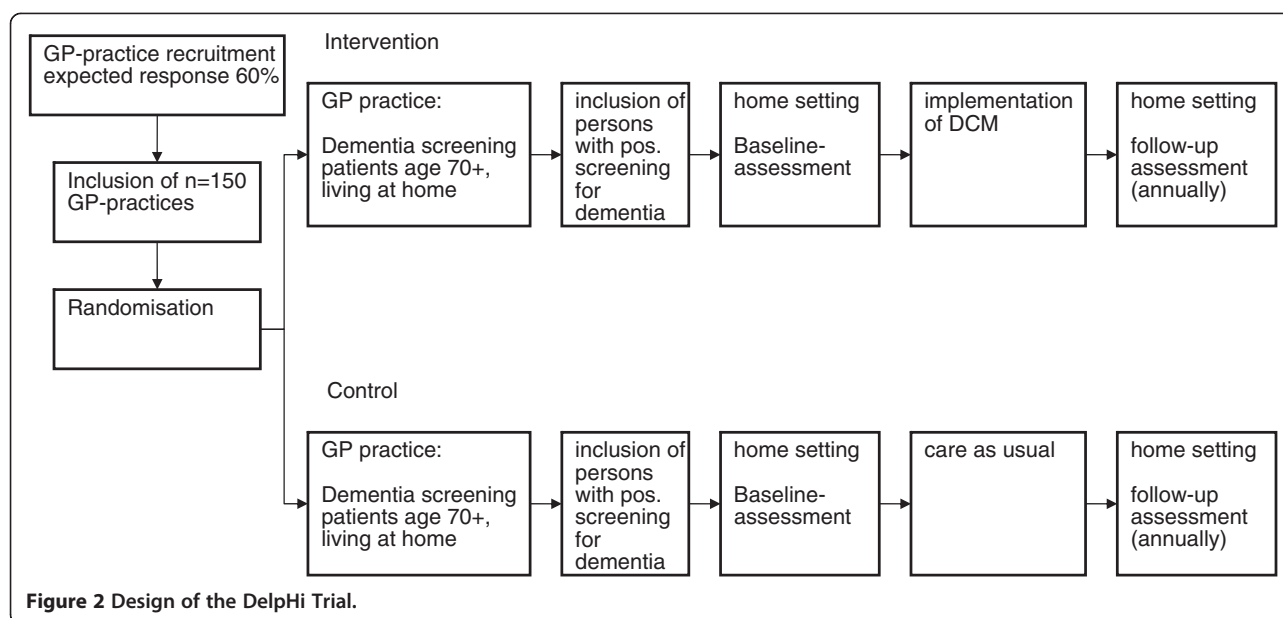 GP-practice recruitment
expected response 60%
Inclusion of n=150
GP-practices
Randomisation
Intervention
GP practice:
Dementia screening
patients age 70+,
living at home
inclusion of
persons
with pos.
screening
for
dementia
home setting
Baseline-
assessment
implementation
of DCM
home setting
follow-up
assessment
(annually)
Control
GP practice:
Dementia screening
patients age 70+,
living at home
inclusion of
persons
with pos.
screening
for
dementia
home setting
Baseline-
assessment
care as usual
home setting
follow-up
assessment
(annually)
Figure 2 Design of the DelpHi Trial.